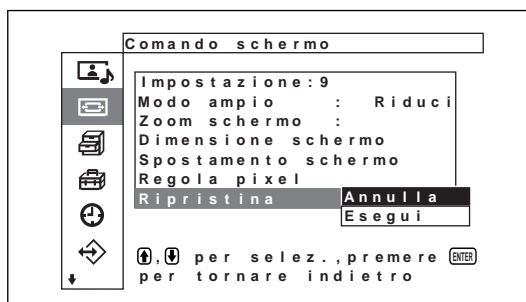 Comando schermo
Impostazione:9
Modo ampio : Riduci
Zoom schermo :
Dimensione schermo
Spostamento schermo
Regola pixel
Ripristina Annulla
Esegui
, per selez.,premere ENTER
per tornare indietro